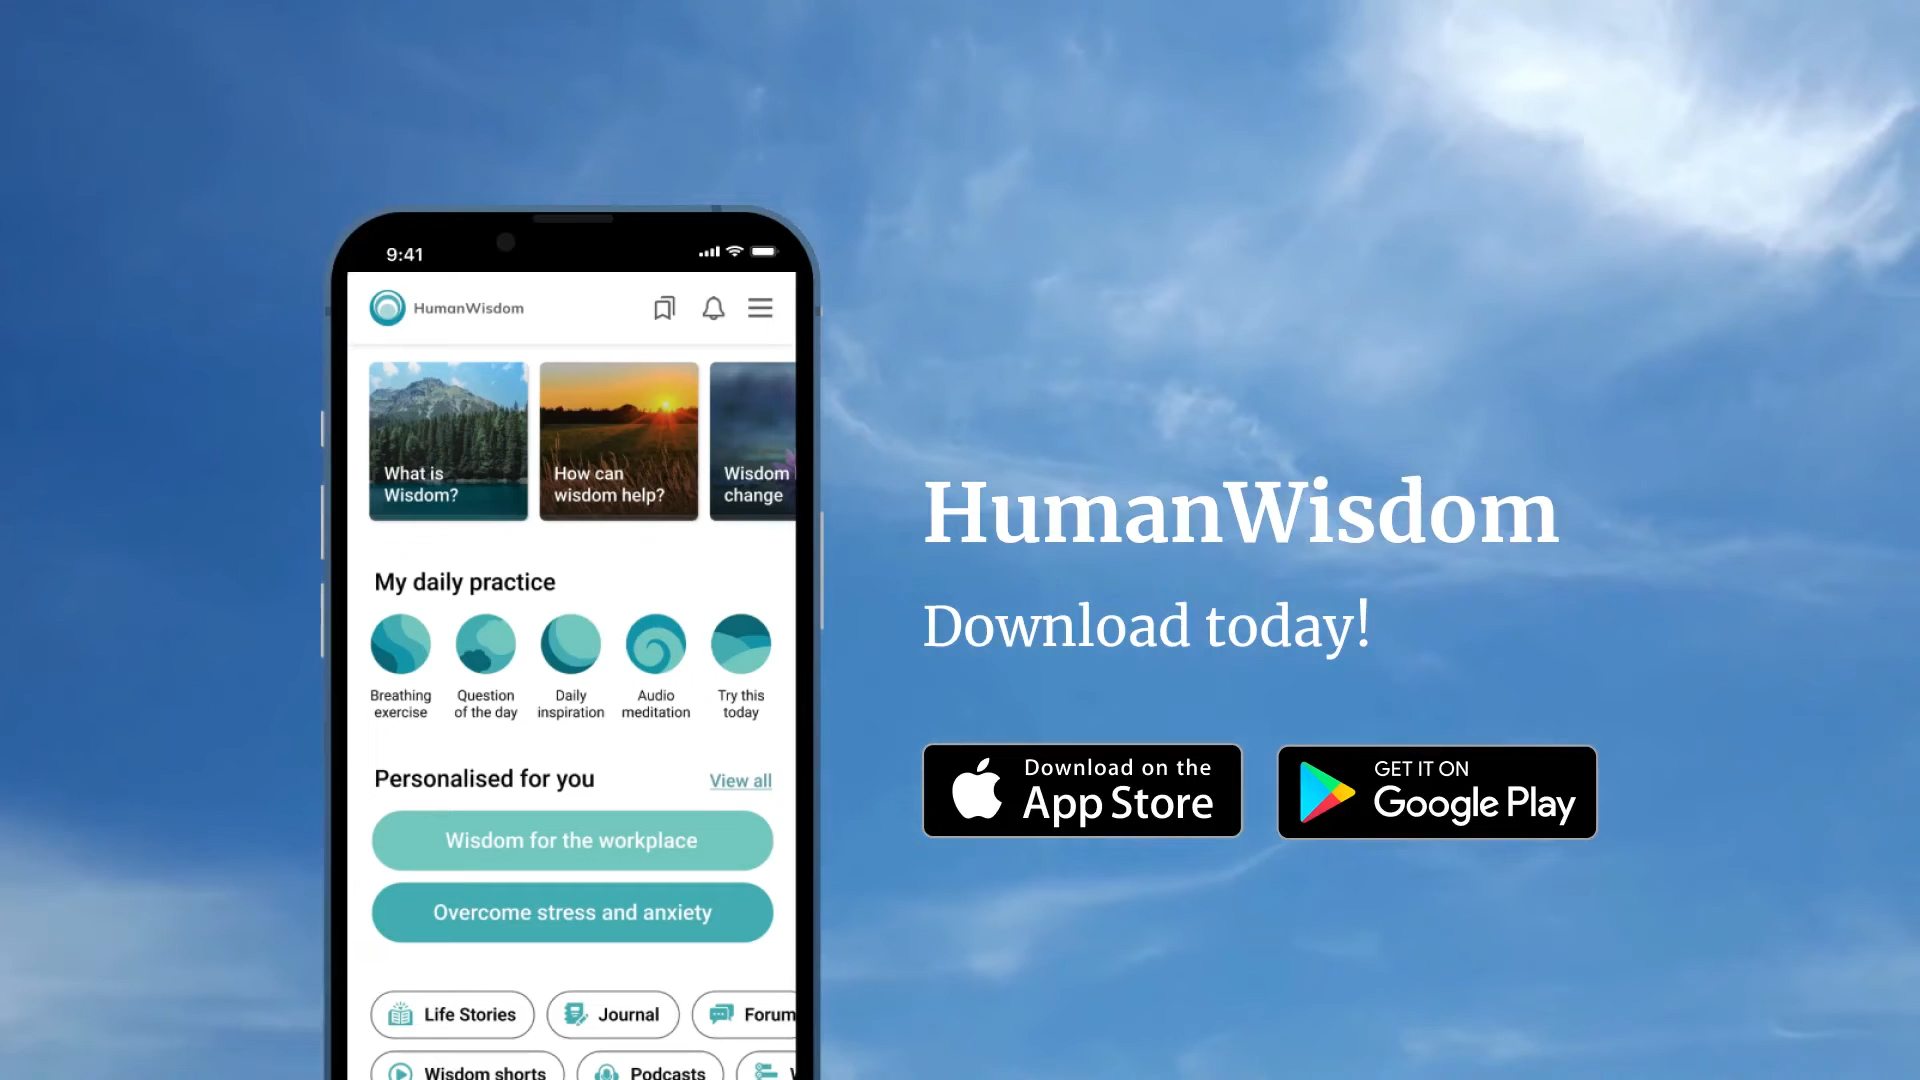 9:41
HumanWisdom
What is
Wisdom?
How can
wisdom help?
Wisdom
change
My daily practice
Breathing
exercise
Question
of the day
Daily
inspiration
Audio
meditation
Try this
today
Personalised for you
View all
Wisdom for the workplace
Overcome stress and anxiety
Life Stories
Journal
Forum
Wisdom shorts
Podcasts
HumanWisdom
Download today!
Download on the
App Store
GET IT ON
Google Play